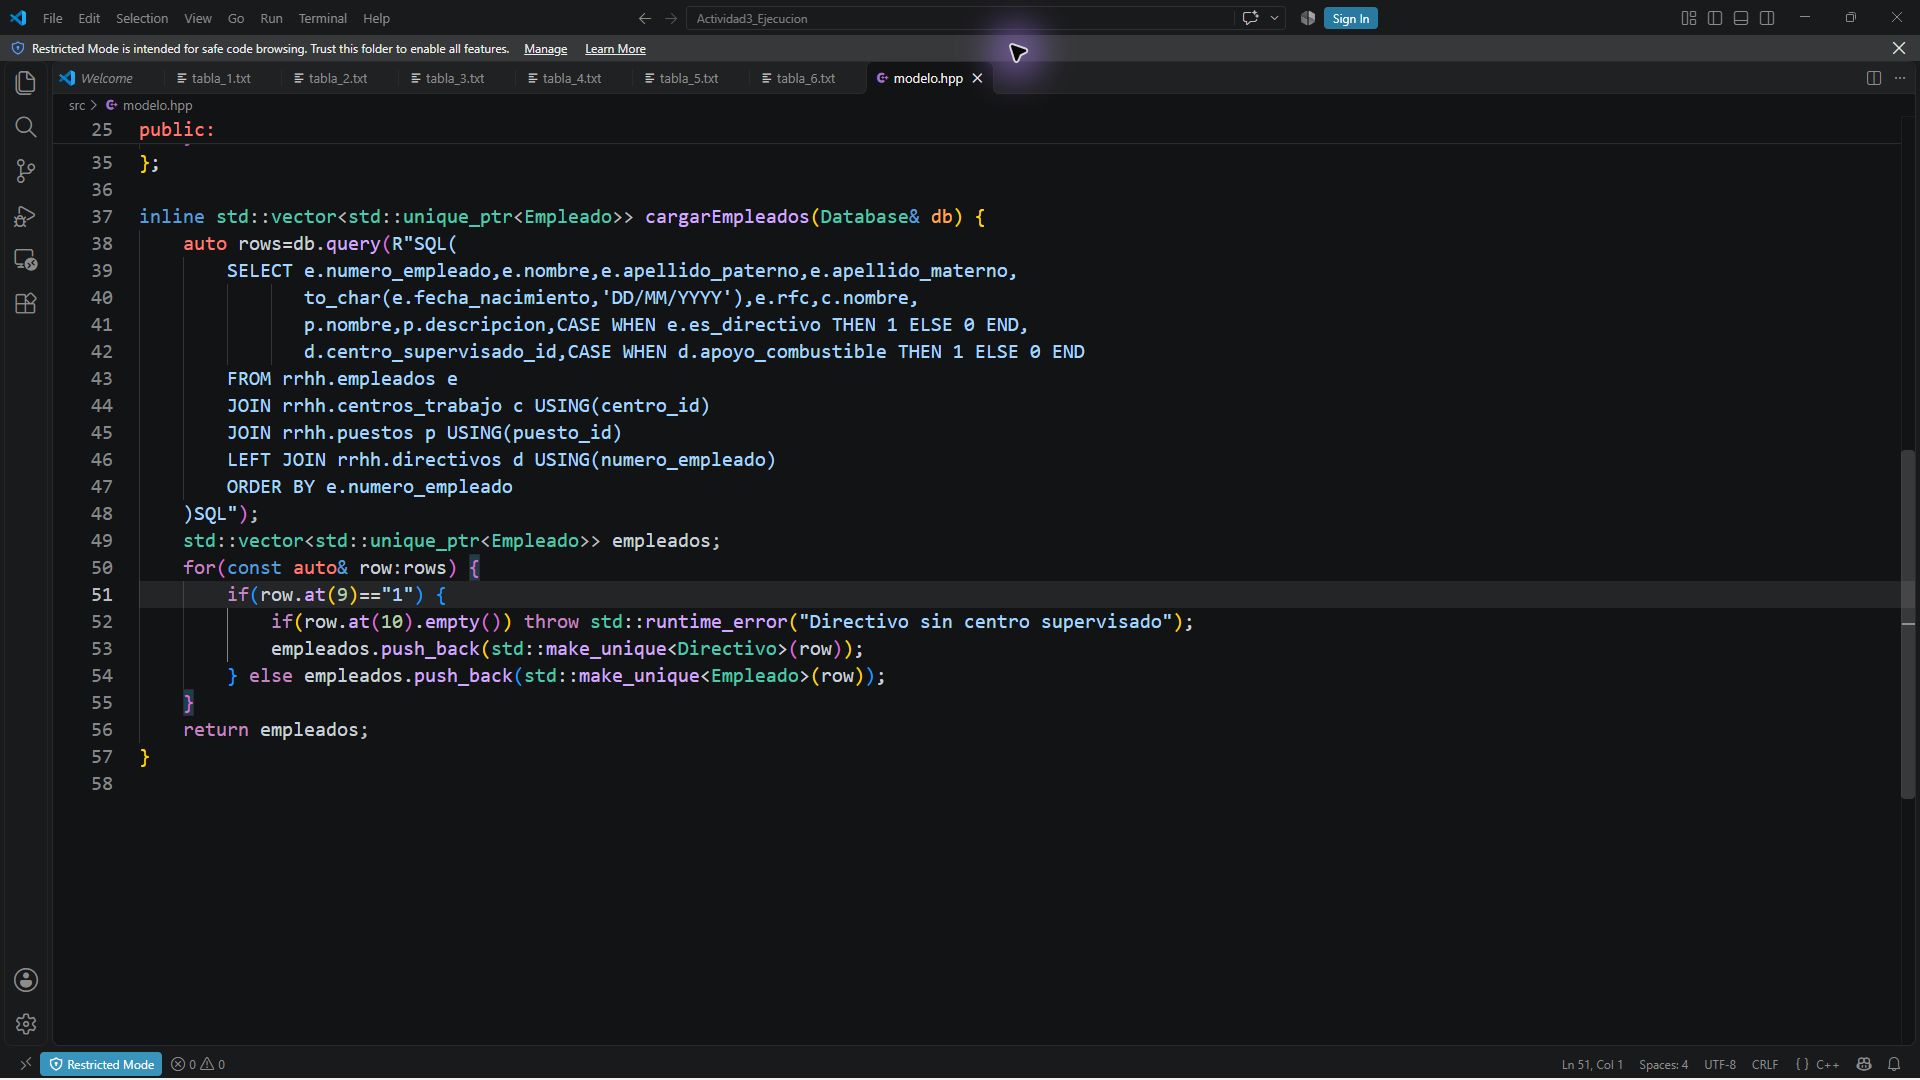 File Edit Selection View Go Run Terminal Help
Actividad3_Ejecucion
Sign In
Restricted Mode is intended for safe code browsing. Trust this folder to enable all features. Manage Learn More
Welcome tabla_1.txt tabla_2.txt tabla_3.txt tabla_4.txt tabla_5.txt tabla_6.txt modelo.hpp
src > modelo.hpp
25 public:
35 };
36
37 inline std::vector<std::unique_ptr<Empleado>> cargarEmpleados(Database& db) {
38     auto rows=db.query(R"SQL(
39         SELECT e.numero_empleado,e.nombre,e.apellido_paterno,e.apellido_materno,
40                to_char(e.fecha_nacimiento,'DD/MM/YYYY'),e.rfc,c.nombre,
41                p.nombre,p.descripcion,CASE WHEN e.es_directivo THEN 1 ELSE 0 END,
42                d.centro_supervisado_id,CASE WHEN d.apoyo_combustible THEN 1 ELSE 0 END
43         FROM rrhh.empleados e
44         JOIN rrhh.centros_trabajo c USING(centro_id)
45         JOIN rrhh.puestos p USING(puesto_id)
46         LEFT JOIN rrhh.directivos d USING(numero_empleado)
47         ORDER BY e.numero_empleado
48     )SQL");
49     std::vector<std::unique_ptr<Empleado>> empleados;
50     for(const auto& row:rows) {
51         if(row.at(9)=="1") {
52             if(row.at(10).empty()) throw std::runtime_error("Directivo sin centro supervisado");
53             empleados.push_back(std::make_unique<Directivo>(row));
54         } else empleados.push_back(std::make_unique<Empleado>(row));
55     }
56     return empleados;
57 }
58
Restricted Mode 0 0 Ln 51, Col 1 Spaces: 4 UTF-8 CRLF {} C++